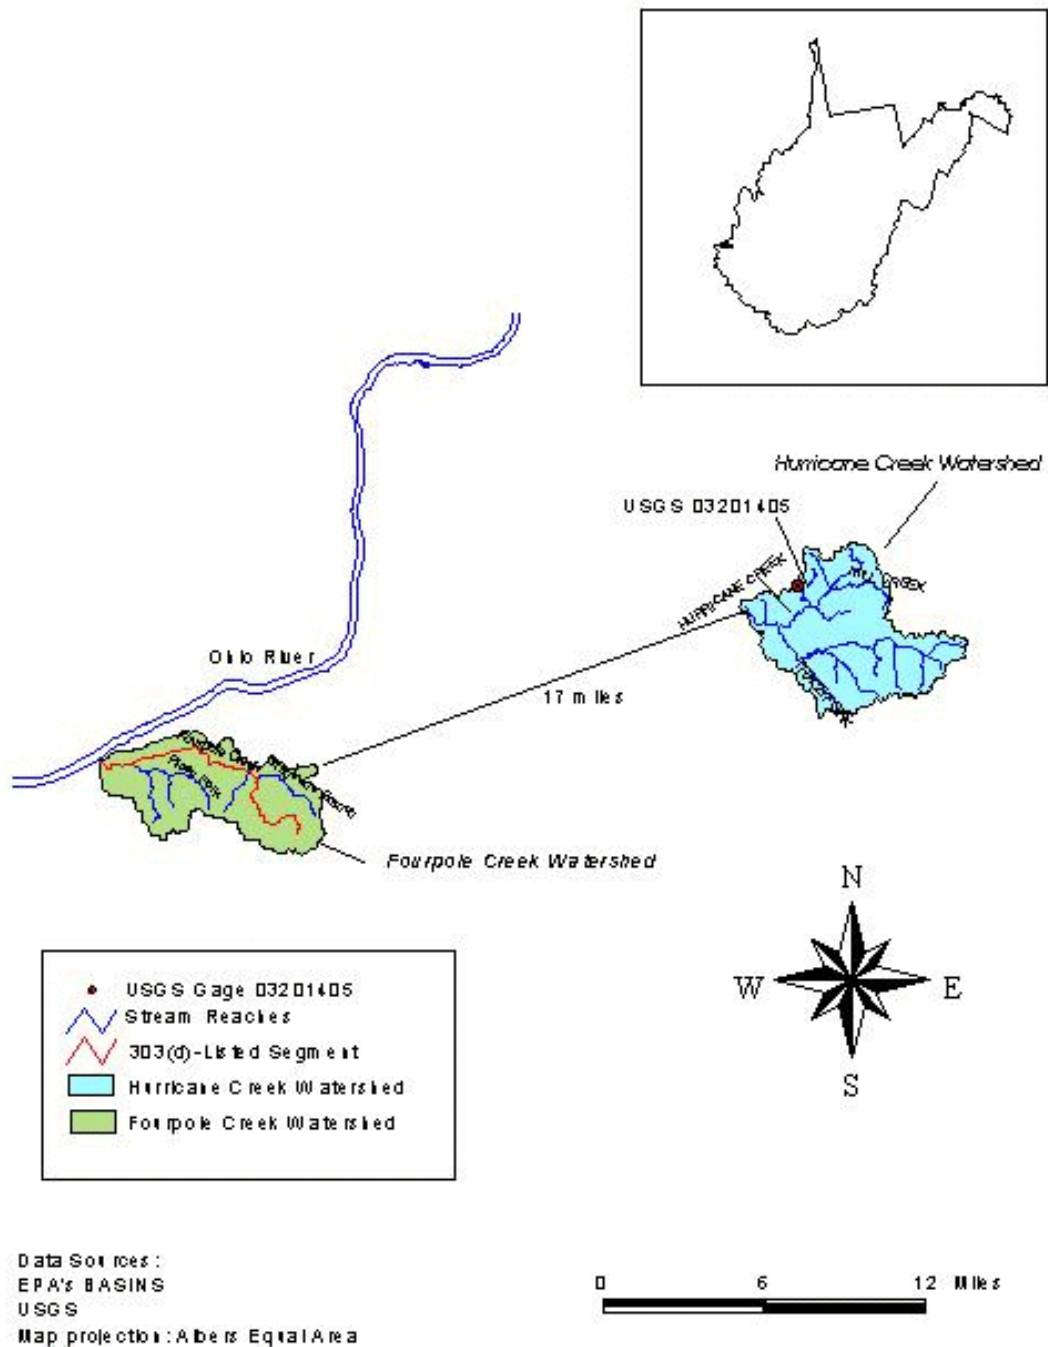 Hurricane Creek Watershed
USGS 03201405
HURRICANE CREEK
CREEK
Ohio River
17 miles
Fourpole Creek Watershed
N
W E
S
USGS Gage 03201405
Stream Reaches
303(d)-Listed Segment
Hurricane Creek Watershed
Fourpole Creek Watershed
Data Sources:
EPA's BASINS
USGS
Map projection: Albers Equal Area
0 6 12 Miles